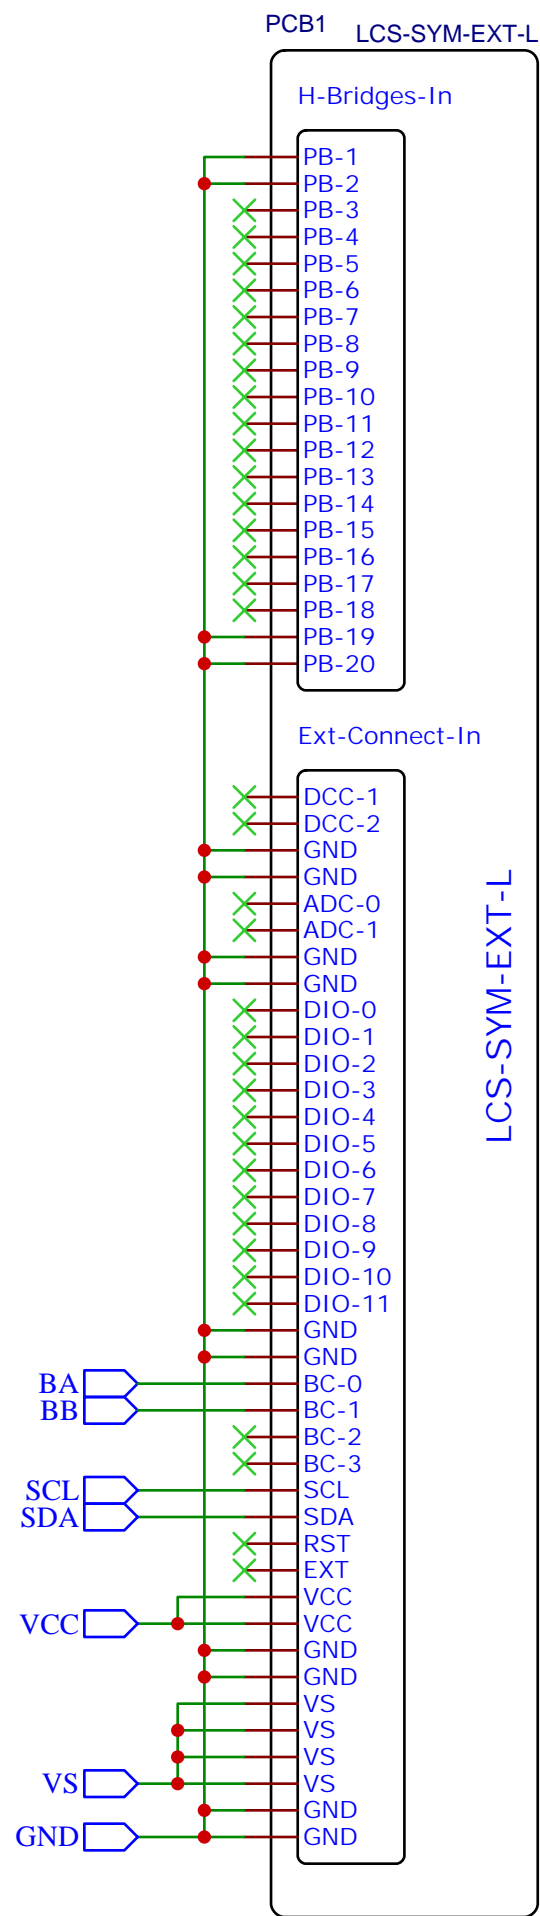 PCB1
LCS-SYM-EXT-L
H-Bridges-In
PB-1
PB-2
PB-3
PB-4
PB-5
PB-6
PB-7
PB-8
PB-9
PB-10
PB-11
PB-12
PB-13
PB-14
PB-15
PB-16
PB-17
PB-18
PB-19
PB-20
Ext-Connect-In
DCC-1
DCC-2
GND
GND
ADC-0
ADC-1
GND
GND
DIO-0
DIO-1
DIO-2
DIO-3
DIO-4
DIO-5
DIO-6
DIO-7
DIO-8
DIO-9
DIO-10
DIO-11
GND
GND
BA BC-0
BB BC-1
BC-2
BC-3
SCL SCL
SDA SDA
RST
EXT
VCC
VCC VCC
GND
GND
VS
VS
VS
VS VS
GND
GND GND
LCS-SYM-EXT-L